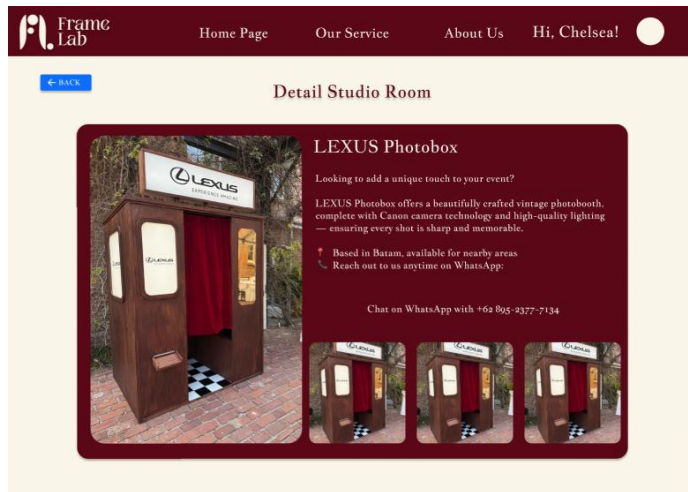 Frame
Lab
Home Page
Our Service
About Us
Hi, Chelsea!
← BACK
Detail Studio Room
LEXUS
EXPERIENCE AMAZING
LEXUS
LEXUS Photobox
Looking to add a unique touch to your event?
LEXUS Photobox offers a beautifully crafted vintage photobooth,
complete with Canon camera technology and high-quality lighting
— ensuring every shot is sharp and memorable.
📍 Based in Batam, available for nearby areas
📞 Reach out to us anytime on WhatsApp:
Chat on WhatsApp with +62 895-2377-7134